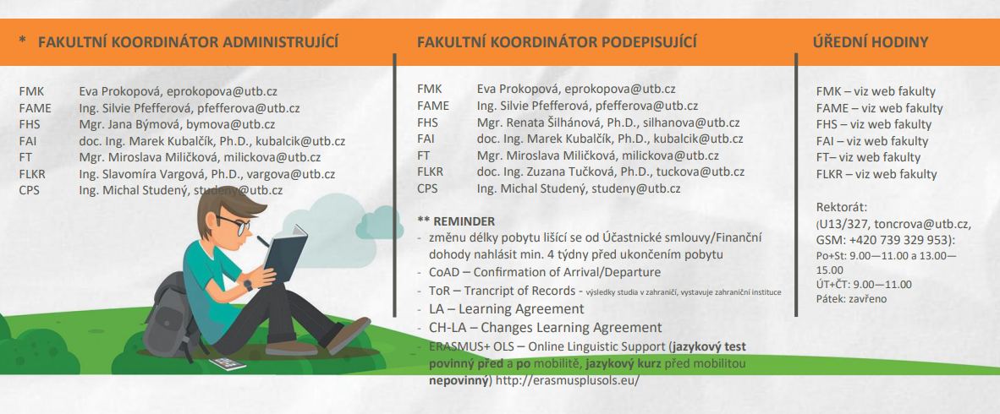 * FAKULTNÍ KOORDINÁTOR ADMINISTRUJÍCÍ
FMK Eva Prokopová, eprokopova@utb.cz
FAME Ing. Silvie Pfefferová, pfefferova@utb.cz
FHS Mgr. Jana Býmová, bymova@utb.cz
FAI doc. Ing. Marek Kubalčík, Ph.D., kubalcik@utb.cz
FT Mgr. Miroslava Miličková, milickova@utb.cz
FLKR Ing. Slavomíra Vargová, Ph.D., vargova@utb.cz
CPS Ing. Michal Studený, studeny@utb.cz
FAKULTNÍ KOORDINÁTOR PODEPISUJÍCÍ
FMK Eva Prokopová, eprokopova@utb.cz
FAME Ing. Silvie Pfefferová, pfefferova@utb.cz
FHS Mgr. Renata Šilhánová, Ph.D., silhanova@utb.cz
FAI doc. Ing. Marek Kubalčík, Ph.D., kubalcik@utb.cz
FT Mgr. Miroslava Miličková, milickova@utb.cz
FLKR doc. Ing. Zuzana Tučková, Ph.D., tuckova@utb.cz
CPS Ing. Michal Studený, studeny@utb.cz
** REMINDER
- změnu délky pobytu lišící se od Účastnické smlouvy/Finanční
dohody nahlásit min. 4 týdny před ukončením pobytu
- CoAD – Confirmation of Arrival/Departure
- ToR – Trancript of Records - výsledky studia v zahraničí, vystavuje zahraniční instituce
- LA – Learning Agreement
- CH-LA – Changes Learning Agreement
- ERASMUS+ OLS – Online Linguistic Support (jazykový test
povinný před a po mobilitě, jazykový kurz před mobilitou
nepovinný) http://erasmusplusols.eu/
ÚŘEDNÍ HODINY
FMK – viz web fakulty
FAME – viz web fakulty
FHS – viz web fakulty
FAI – viz web fakulty
FT– viz web fakulty
FLKR – viz web fakulty
Rektorát:
(U13/327, toncrova@utb.cz,
GSM: +420 739 329 953):
Po+St: 9.00—11.00 a 13.00—
15.00
ÚT+ČT: 9.00—11.00
Pátek: zavřeno